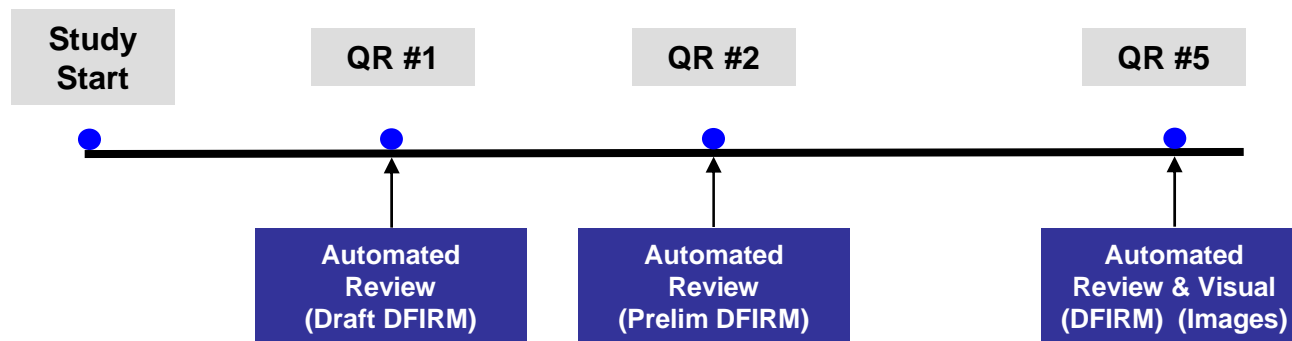 Study
Start
QR #1
QR #2
QR #5
Automated
Review
(Draft DFIRM)
Automated
Review
(Prelim DFIRM)
Automated
Review & Visual
(DFIRM) (Images)